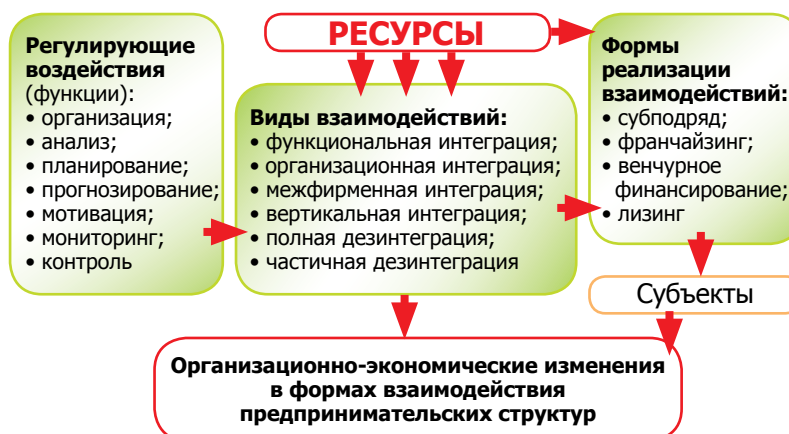 РЕСУРСЫ
Регулирующие
воздействия
(функции):
• организация;
• анализ;
• планирование;
• прогнозирование;
• мотивация;
• мониторинг;
• контроль
Виды взаимодействий:
• функциональная интеграция;
• организационная интеграция;
• межфирменная интеграция;
• вертикальная интеграция;
• полная дезинтеграция;
• частичная дезинтеграция
Формы
реализации
взаимодействий:
• субподряд;
• франчайзинг;
• венчурное
финансирование;
• лизинг
Субъекты
Организационно-экономические изменения
в формах взаимодействия
предпринимательских структур